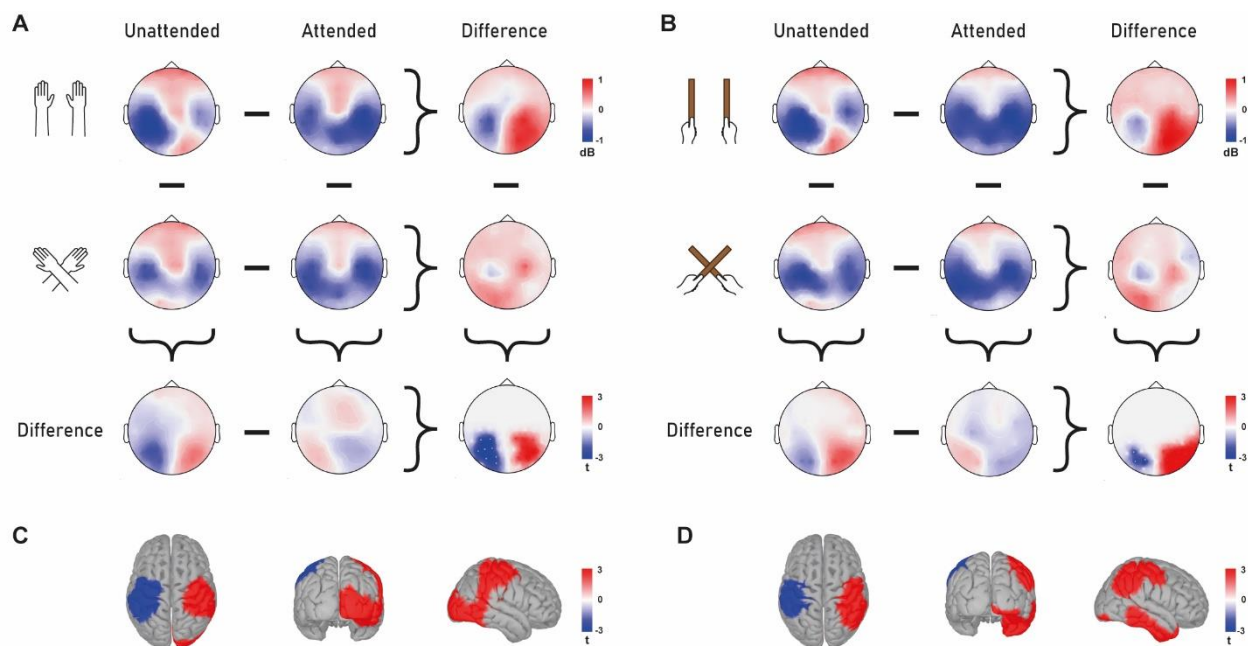 A
Unattended Attended Difference
1
0
-1
dB
Difference
3
0
-3
t
B
Unattended Attended Difference
1
0
-1
dB
Difference
3
0
-3
t
C
3
0
-3
t
D
3
0
-3
t